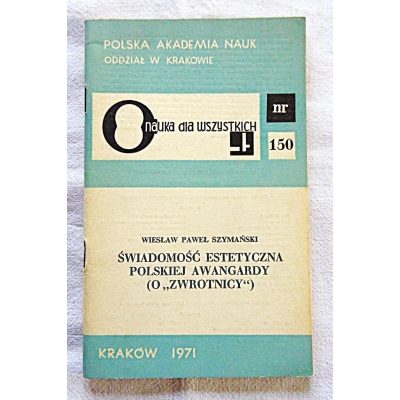 POLSKA AKADEMIA NAUK
ODDZIAŁ W KRAKOWIE
nauka dla wszystkich
nr
150
WIESŁAW PAWEŁ SZYMAŃSKI
ŚWIADOMOŚĆ ESTETYCZNA
POLSKIEJ AWANGARDY
(O „ZWROTNICY“)
KRAKÓW 1971